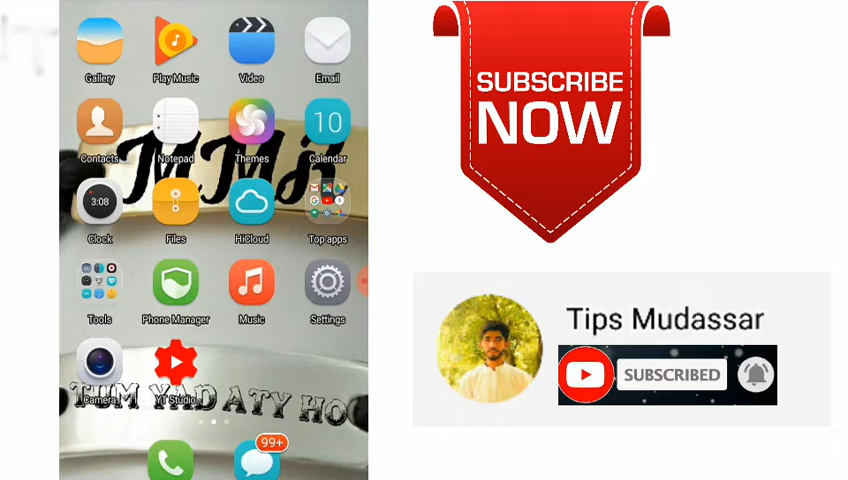 Gallery
Play Music
Video
Email
10
Contacts
Notepad
Themes
Calendar
MMjA
3:08
Clock
Files
HiCloud
Top apps
Tools
Phone Manager
Music
Settings
Camera
YT Studio
TUM YAD ATY HO
99+
SUBSCRIBE
NOW
Tips Mudassar
SUBSCRIBED